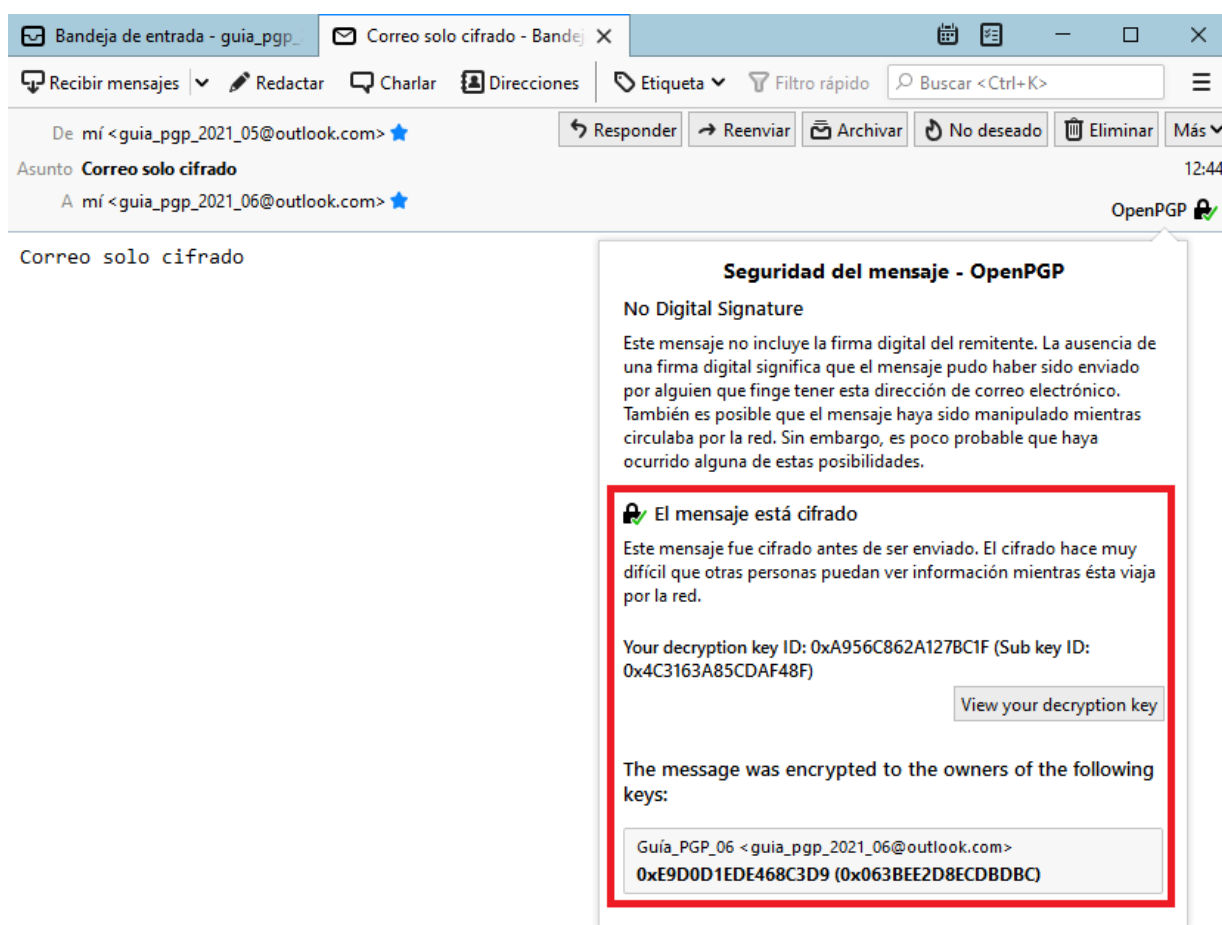 Bandeja de entrada - guia_pgp_
Correo solo cifrado - Bandej
Recibir mensajes
Redactar
Charlar
Direcciones
Etiqueta
Filtro rápido
Buscar <Ctrl+K>
De mí <guia_pgp_2021_05@outlook.com>
Responder
Reenviar
Archivar
No deseado
Eliminar
Más
Asunto Correo solo cifrado
12:44
A mí <guia_pgp_2021_06@outlook.com>
OpenPGP
Correo solo cifrado
Seguridad del mensaje - OpenPGP
No Digital Signature
Este mensaje no incluye la firma digital del remitente. La ausencia de
una firma digital significa que el mensaje pudo haber sido enviado
por alguien que finge tener esta dirección de correo electrónico.
También es posible que el mensaje haya sido manipulado mientras
circulaba por la red. Sin embargo, es poco probable que haya
ocurrido alguna de estas posibilidades.
El mensaje está cifrado
Este mensaje fue cifrado antes de ser enviado. El cifrado hace muy
difícil que otras personas puedan ver información mientras ésta viaja
por la red.
Your decryption key ID: 0xA956C862A127BC1F (Sub key ID:
0x4C3163A85CDAF48F)
View your decryption key
The message was encrypted to the owners of the following
keys:
Guía_PGP_06 <guia_pgp_2021_06@outlook.com>
0xE9D0D1EDE468C3D9 (0x063BEE2D8ECDBDBC)